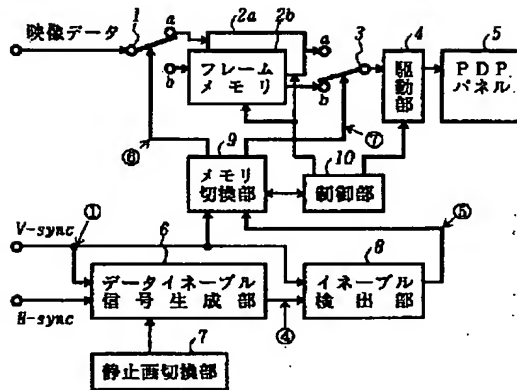 映像データ
1
a
b
2a
2b
フレーム
メモリ
a
b
3
4
駆動部
5
PDP
パネル
⑥
9
メモリ
切換部
⑦
10
制御部
V-sync
①
⑤
6
データイネーブル
信号生成部
8
イネーブル
検出部
H-sync
④
7
静止画切換部